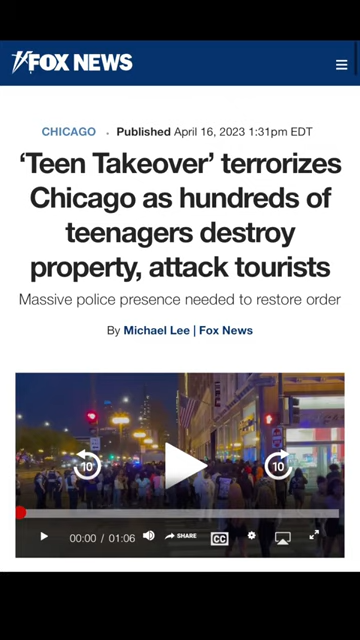 FOX NEWS
CHICAGO · Published April 16, 2023 1:31pm EDT
‘Teen Takeover’ terrorizes
Chicago as hundreds of
teenagers destroy
property, attack tourists
Massive police presence needed to restore order
By Michael Lee | Fox News
10
10
00:00 / 01:06
SHARE
CC